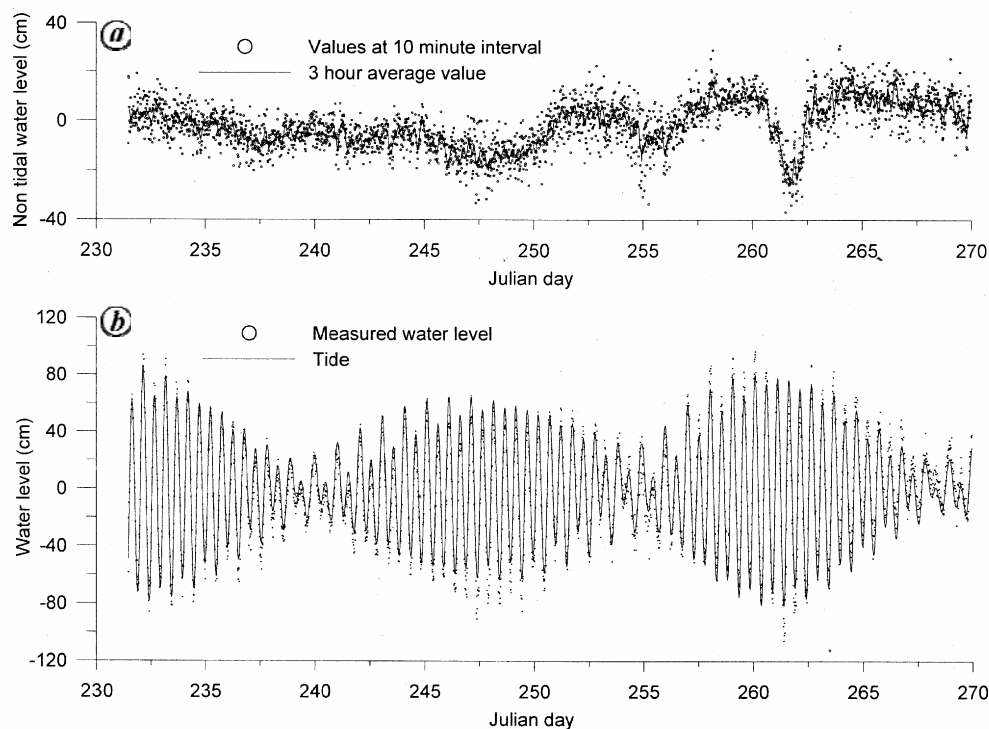 a
Values at 10 minute interval
3 hour average value
Non tidal water level (cm)
40
0
-40
230 235 240 245 250 255 260 265 270
Julian day
b
Measured water level
Tide
Water level (cm)
120
80
40
0
-40
-80
-120
230 235 240 245 250 255 260 265 270
Julian day